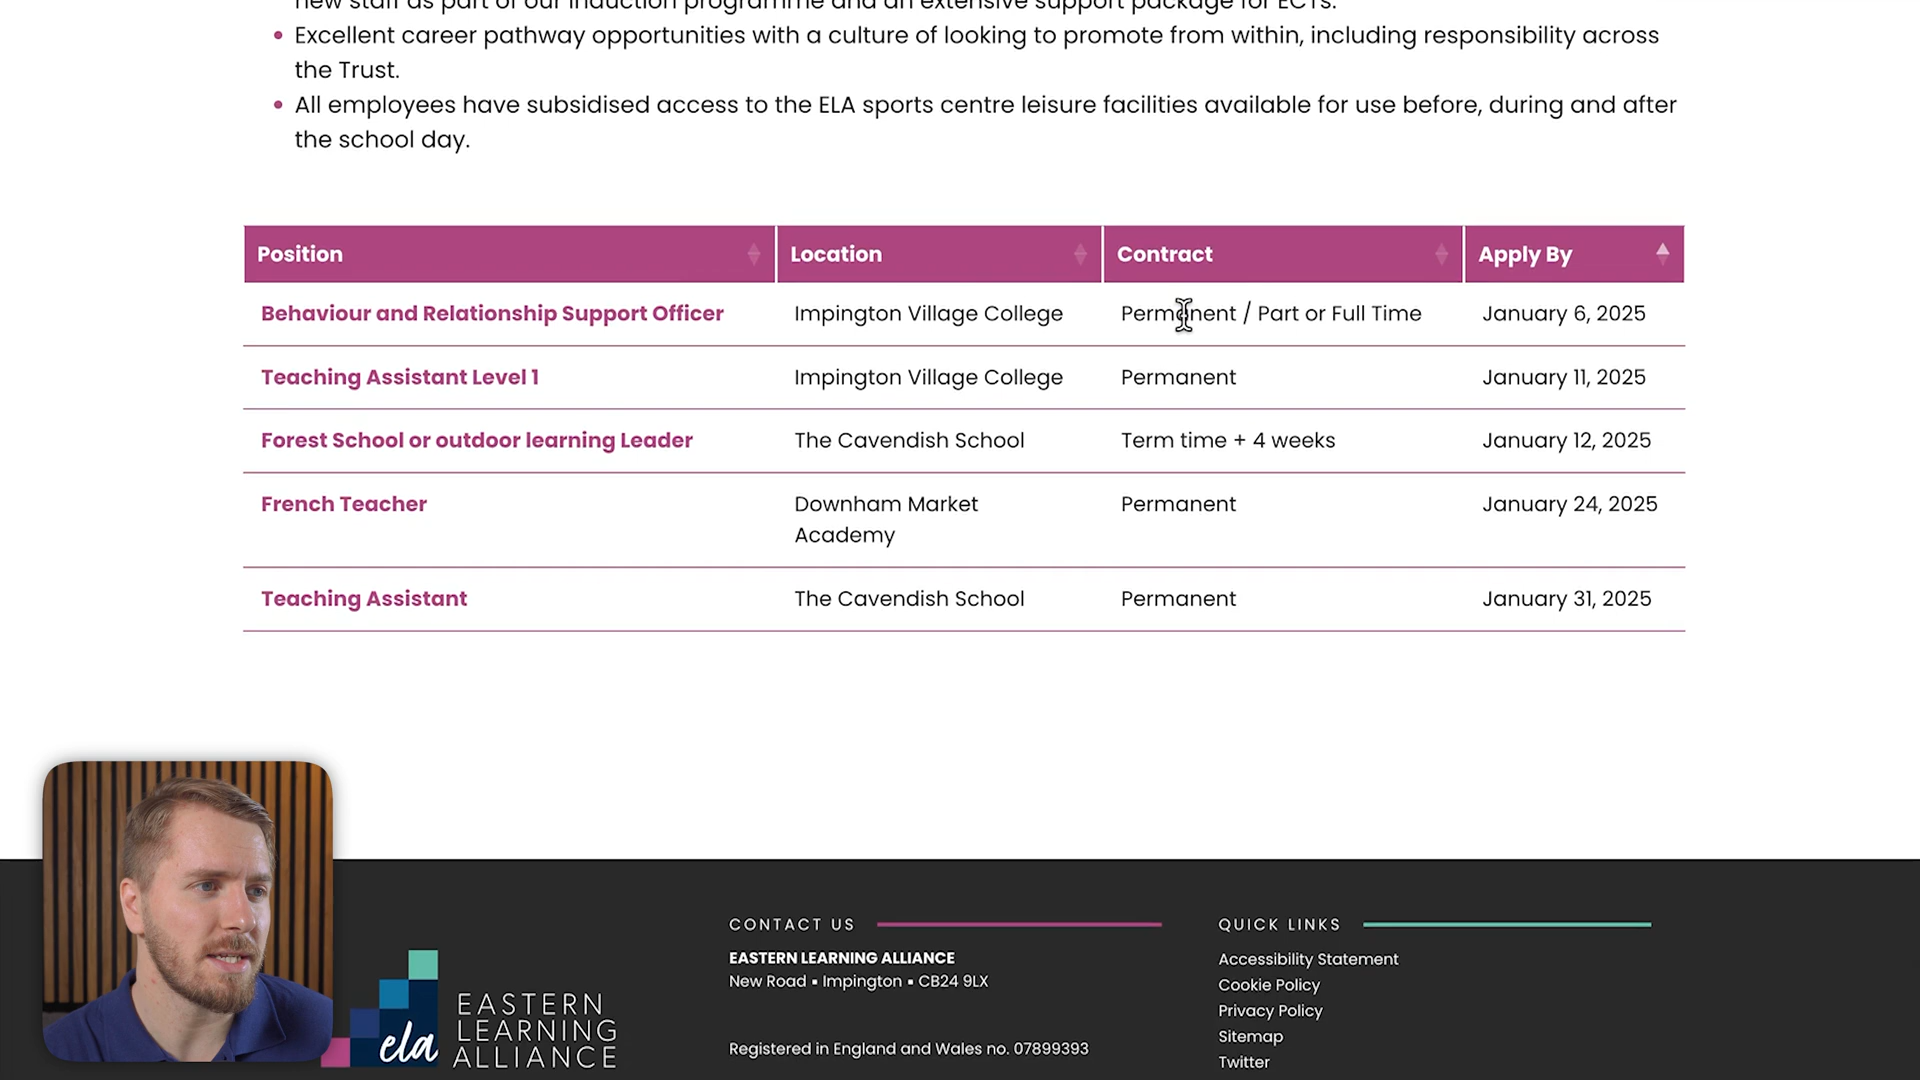 new staff as part of our induction programme and an extensive support package for ECTs.
Excellent career pathway opportunities with a culture of looking to promote from within, including responsibility across
the Trust.
All employees have subsidised access to the ELA sports centre leisure facilities available for use before, during and after
the school day.
Position Location Contract Apply By
Behaviour and Relationship Support Officer Impington Village College Permanent / Part or Full Time January 6, 2025
Teaching Assistant Level 1 Impington Village College Permanent January 11, 2025
Forest School or outdoor learning Leader The Cavendish School Term time + 4 weeks January 12, 2025
French Teacher Downham Market Permanent January 24, 2025
Academy
Teaching Assistant The Cavendish School Permanent January 31, 2025
ela
EASTERN
LEARNING
ALLIANCE
CONTACT US
EASTERN LEARNING ALLIANCE
New Road ▪ Impington ▪ CB24 9LX
Registered in England and Wales no. 07899393
QUICK LINKS
Accessibility Statement
Cookie Policy
Privacy Policy
Sitemap
Twitter